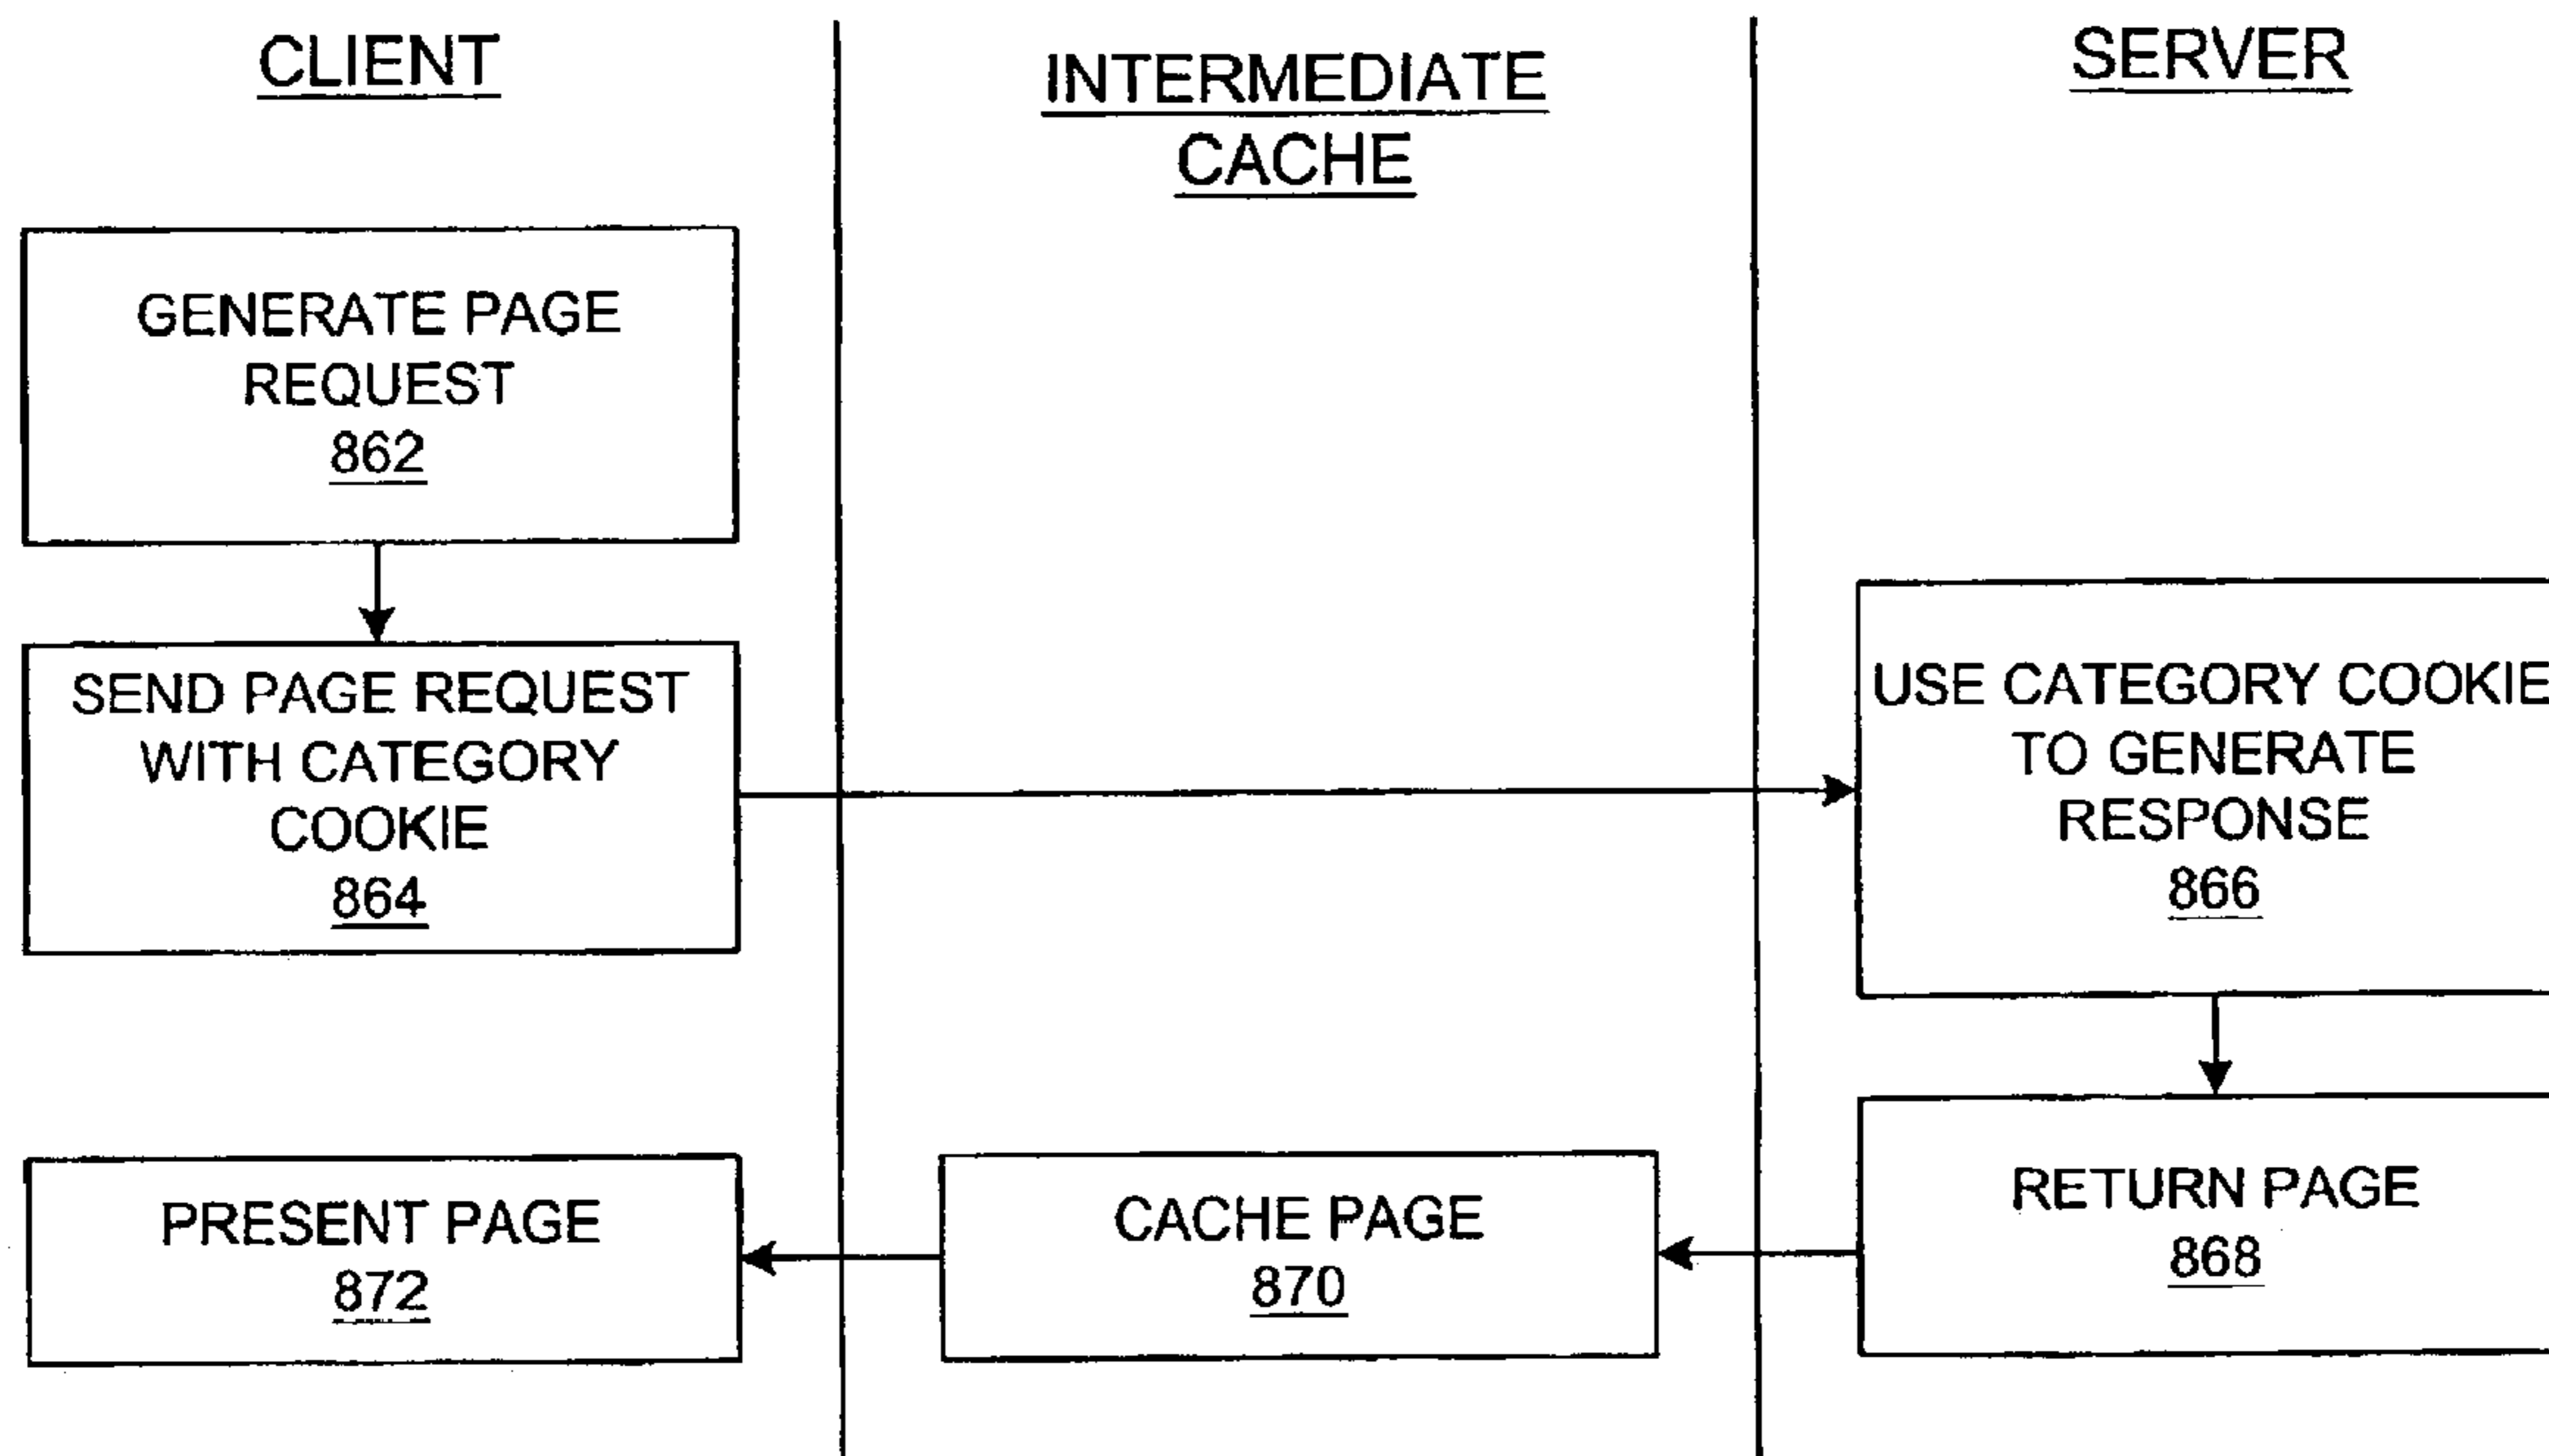 CLIENT
INTERMEDIATE
CACHE
SERVER
GENERATE PAGE
REQUEST
862
SEND PAGE REQUEST
WITH CATEGORY
COOKIE
864
USE CATEGORY COOKIE
TO GENERATE
RESPONSE
866
PRESENT PAGE
872
CACHE PAGE
870
RETURN PAGE
868